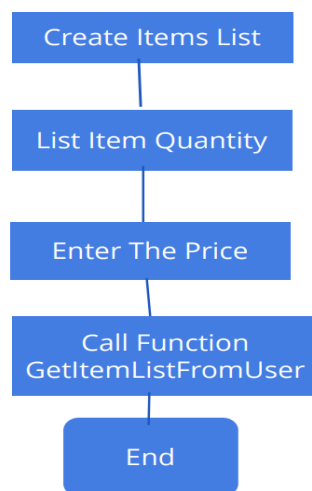 Create Items List
List Item Quantity
Enter The Price
Call Function
GetItemListFromUser
End